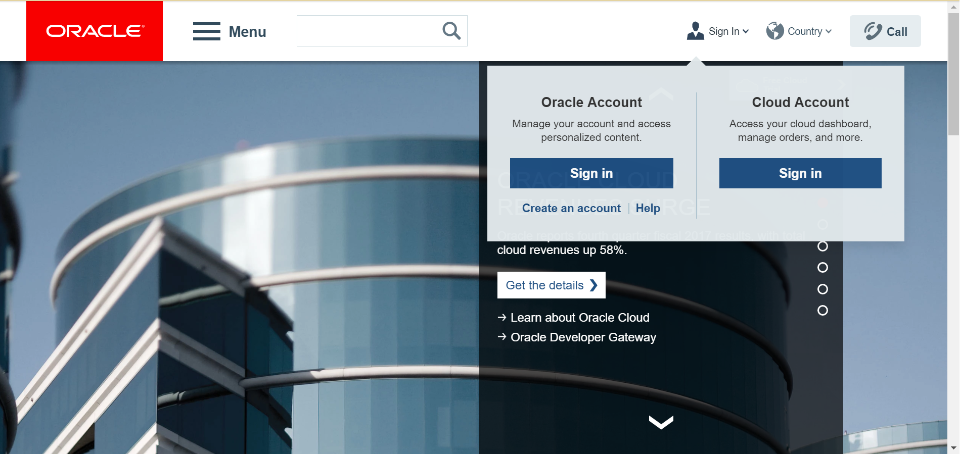 ORACLE
Menu
Sign In
Country
Call
Oracle Account
Manage your account and access
personalized content.
Sign in
Create an account | Help
Cloud Account
Access your cloud dashboard,
manage orders, and more.
Sign in
ORACLE CLOUD
cloud revenues up 58%.
Get the details
Learn about Oracle Cloud
Oracle Developer Gateway